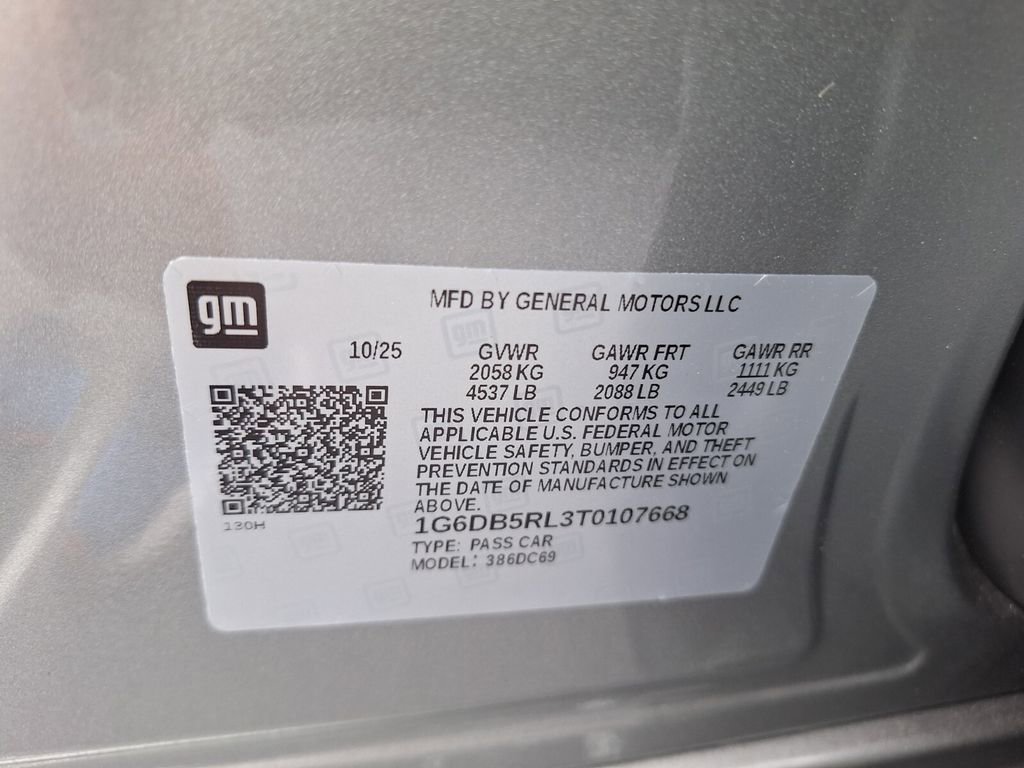 gm
MFD BY GENERAL MOTORS LLC
10/25 GVWR GAWR FRT GAWR RR
2058 KG 947 KG 1111 KG
4537 LB 2088 LB 2449 LB
THIS VEHICLE CONFORMS TO ALL
APPLICABLE U.S. FEDERAL MOTOR
VEHICLE SAFETY, BUMPER, AND THEFT
PREVENTION STANDARDS IN EFFECT ON
THE DATE OF MANUFACTURE SHOWN
ABOVE.
1G6DB5RL3T0107668
130H
TYPE: PASS CAR
MODEL: 386DC69